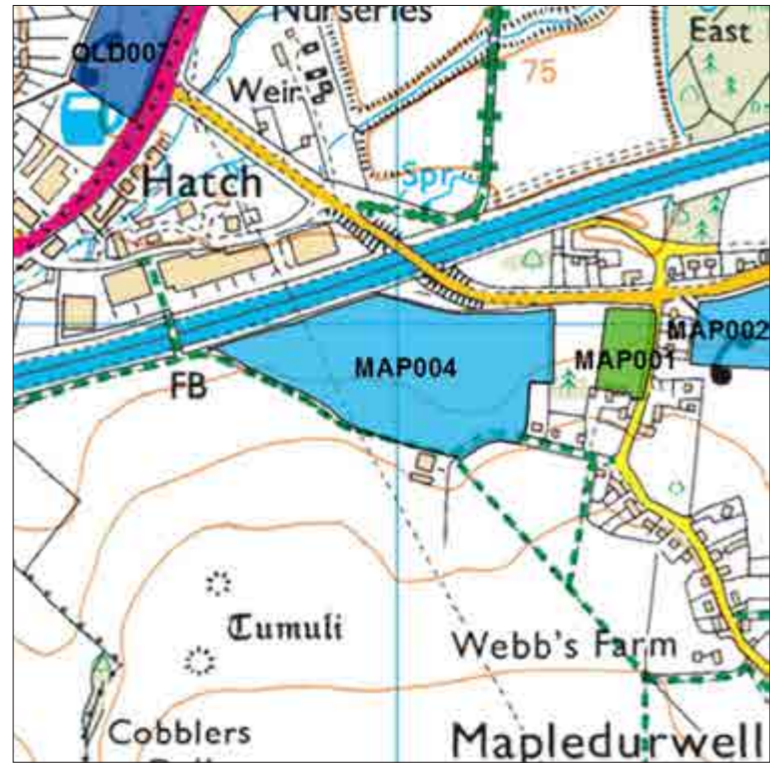 Nurseries
East
OLD007
75
Weir
Spr
Hatch
MAP002
MAP001
MAP004
FB
Tumuli
Webb's Farm
Cobblers
Mapledurwell